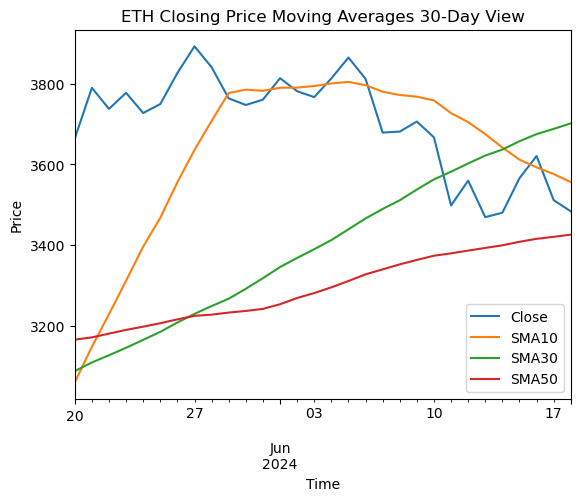 ETH Closing Price Moving Averages 30-Day View
Price
3800
3600
3400
3200
Close
SMA10
SMA30
SMA50
20
27
03
10
17
Jun
2024
Time